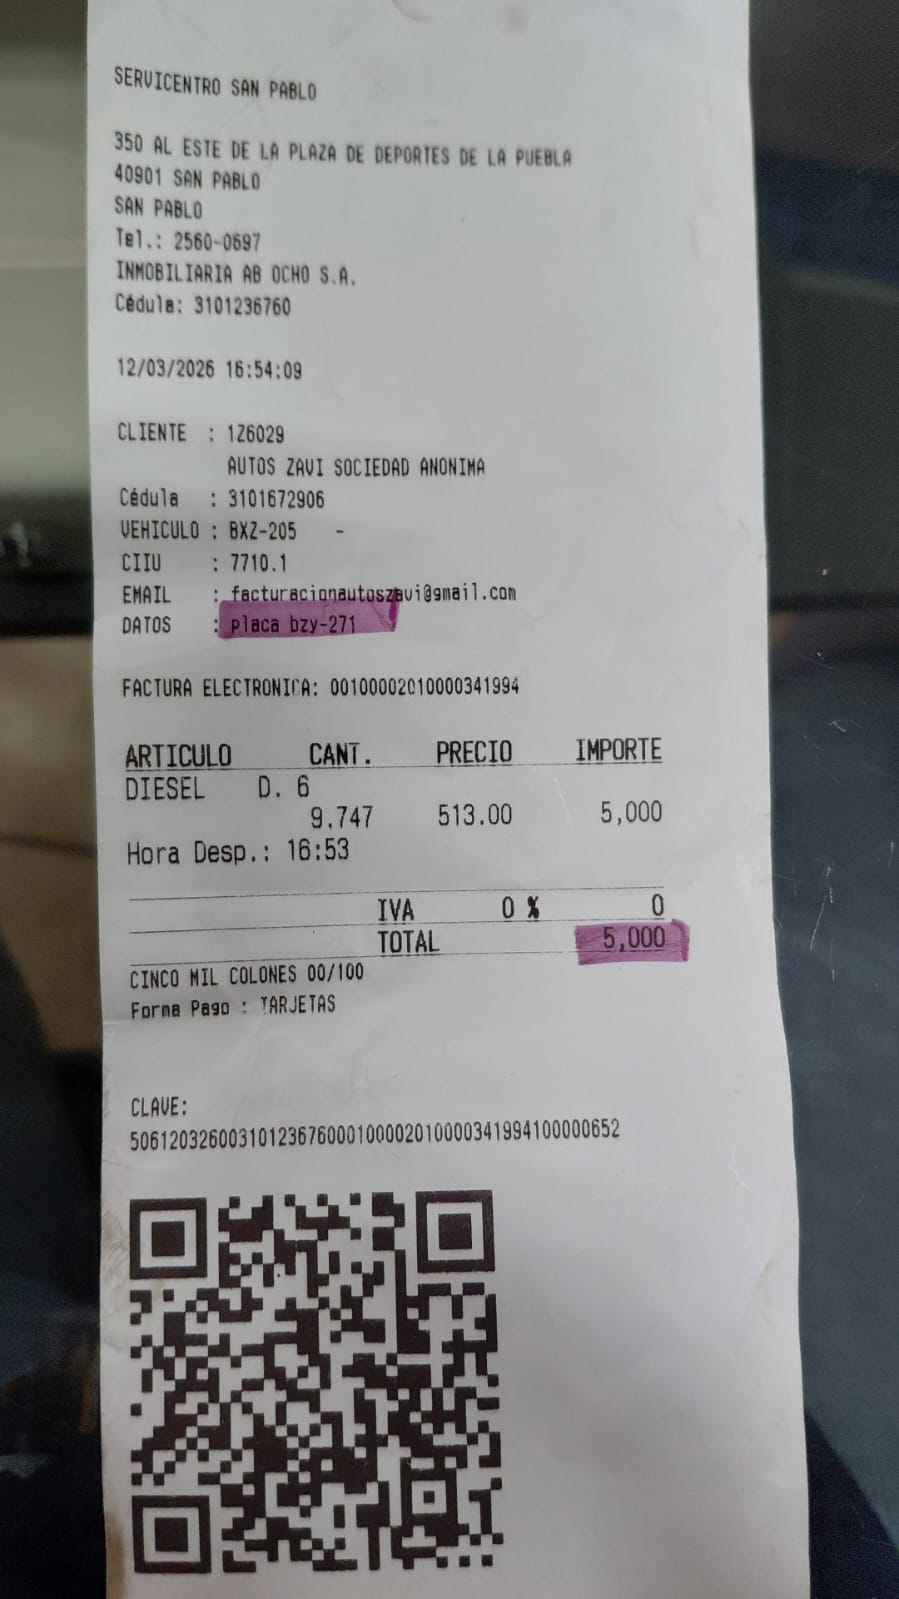 SERVICENTRO SAN PABLO
350 AL ESTE DE LA PLAZA DE DEPORTES DE LA PUEBLA
40901 SAN PABLO
SAN PABLO
Tel.: 2560-0697
INMOBILIARIA AB OCHO S.A.
Cédula: 3101236760
12/03/2026 16:54:09
CLIENTE : 1Z6029
AUTOS ZAVI SOCIEDAD ANONIMA
Cédula : 3101672906
VEHICULO : BXZ-205 -
CIIU : 7710.1
EMAIL : facturacionautoszavi@gmail.com
DATOS : placa bzy-271
FACTURA ELECTRONICA: 00100002010000341994
ARTICULO CANT. PRECIO IMPORTE
DIESEL D. 6
9.747 513.00 5,000
Hora Desp.: 16:53
IVA 0 % 0
TOTAL 5,000
CINCO MIL COLONES 00/100
Forma Pago : TARJETAS
CLAVE:
50612032600310123676000100002010000341994100000652